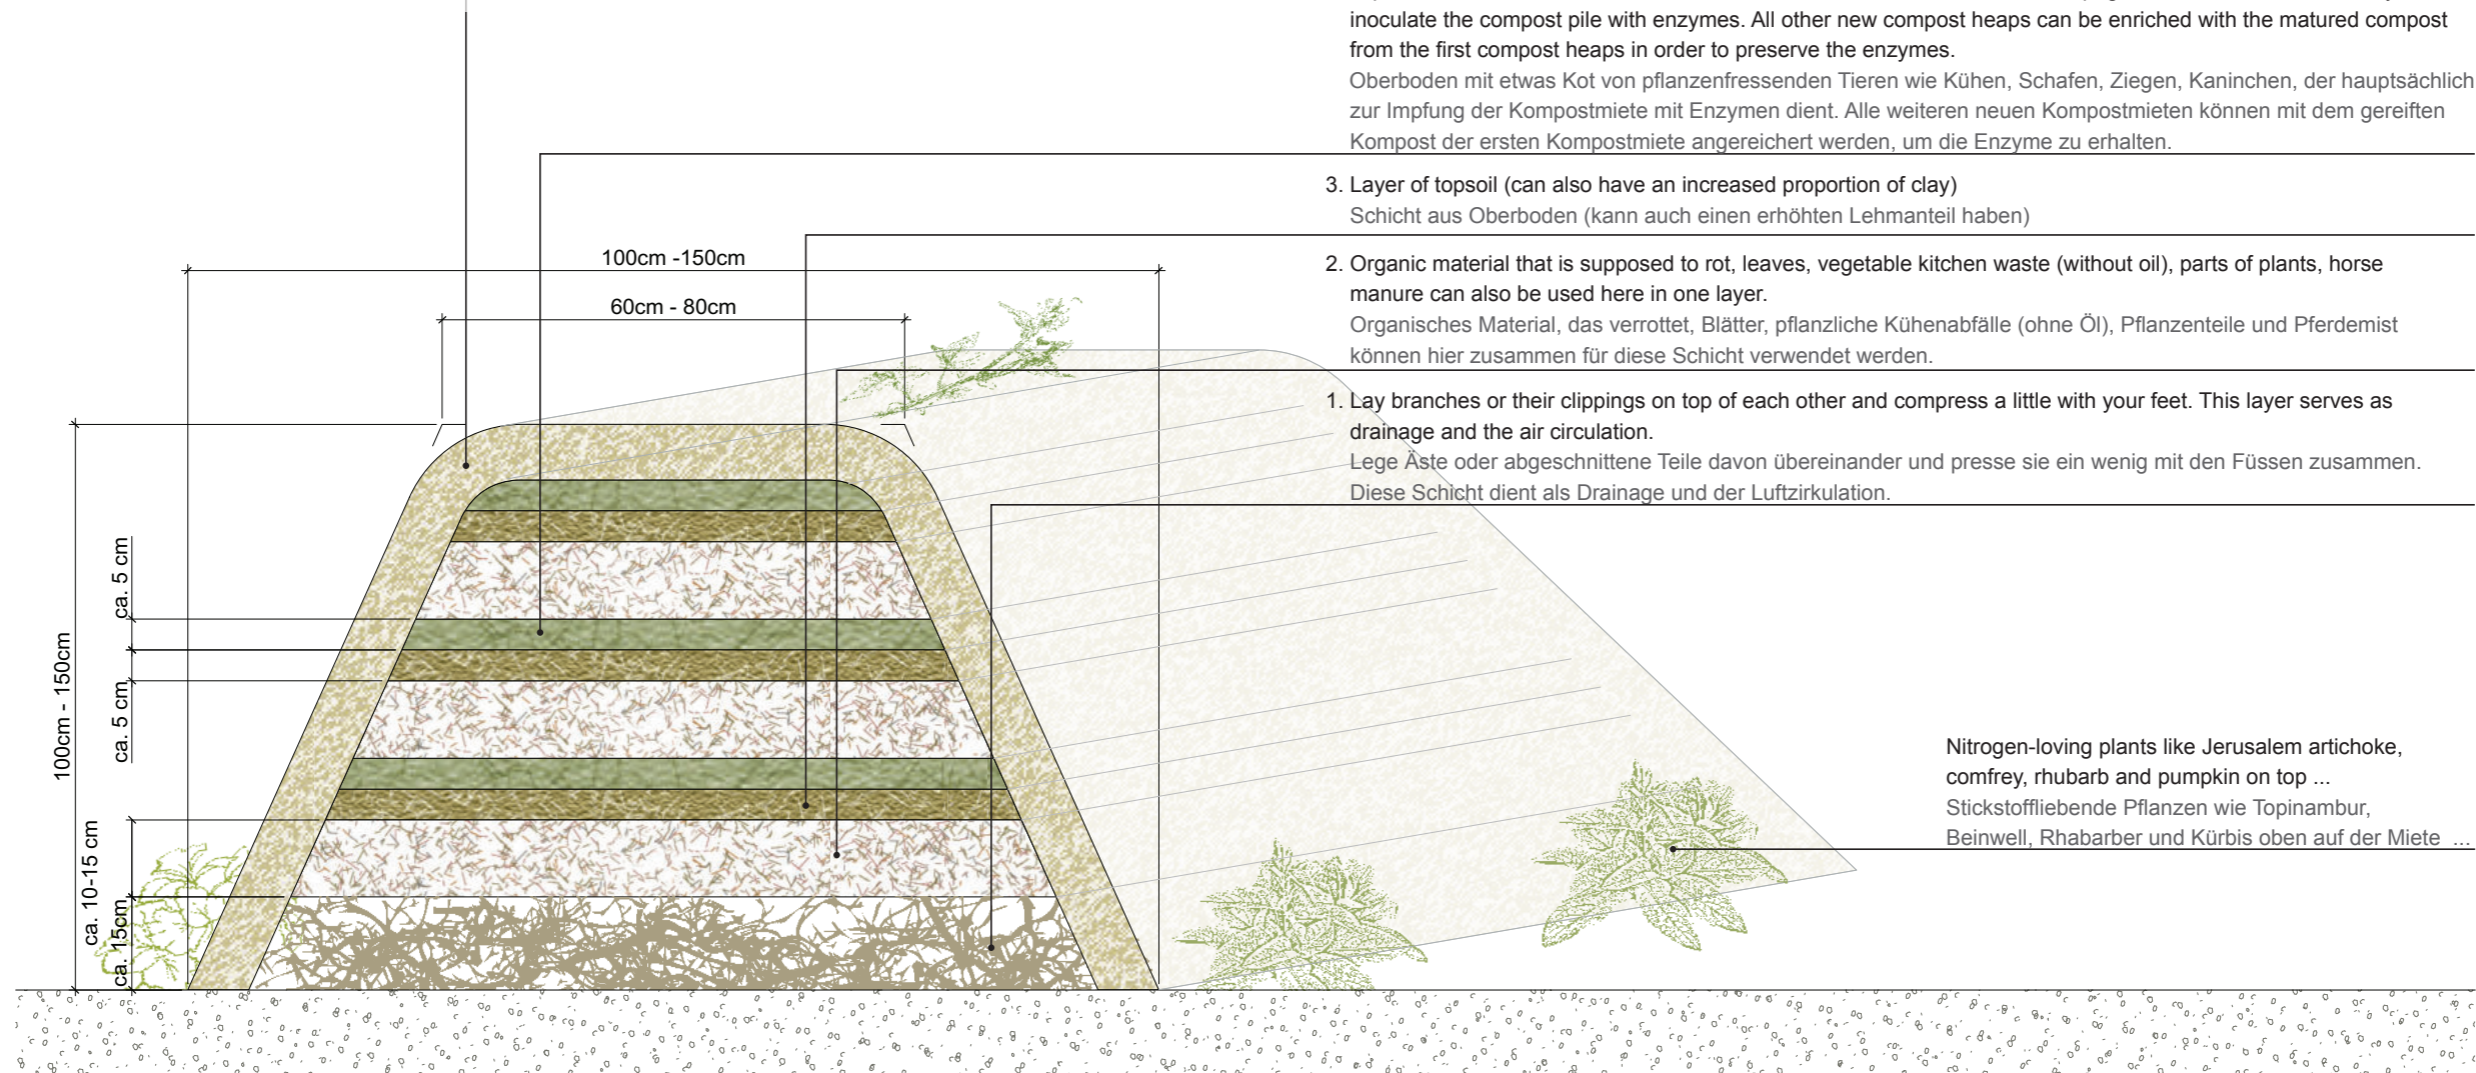 inoculate the compost pile with enzymes. All other new compost heaps can be enriched with the matured compost
from the first compost heaps in order to preserve the enzymes.
Oberboden mit etwas Kot von pflanzenfressenden Tieren wie Kühen, Schafen, Ziegen, Kaninchen, der hauptsächlich
zur Impfung der Kompostmiete mit Enzymen dient. Alle weiteren neuen Kompostmieten können mit dem gereiften
Kompost der ersten Kompostmiete angereichert werden, um die Enzyme zu erhalten.
3. Layer of topsoil (can also have an increased proportion of clay)
Schicht aus Oberboden (kann auch einen erhöhten Lehmanteil haben)
2. Organic material that is supposed to rot, leaves, vegetable kitchen waste (without oil), parts of plants, horse
manure can also be used here in one layer.
Organisches Material, das verrottet, Blätter, pflanzliche Kühenabfälle (ohne Öl), Pflanzenteile und Pferdemist
können hier zusammen für diese Schicht verwendet werden.
1. Lay branches or their clippings on top of each other and compress a little with your feet. This layer serves as
drainage and the air circulation.
Lege Äste oder abgeschnittene Teile davon übereinander und presse sie ein wenig mit den Füssen zusammen.
Diese Schicht dient als Drainage und der Luftzirkulation.
100cm -150cm
60cm - 80cm
100cm - 150cm
ca. 5 cm
ca. 5 cm
ca. 10-15 cm
ca. 15cm
Nitrogen-loving plants like Jerusalem artichoke,
comfrey, rhubarb and pumpkin on top ...
Stickstoffliebende Pflanzen wie Topinambur,
Beinwell, Rhabarber und Kürbis oben auf der Miete ...